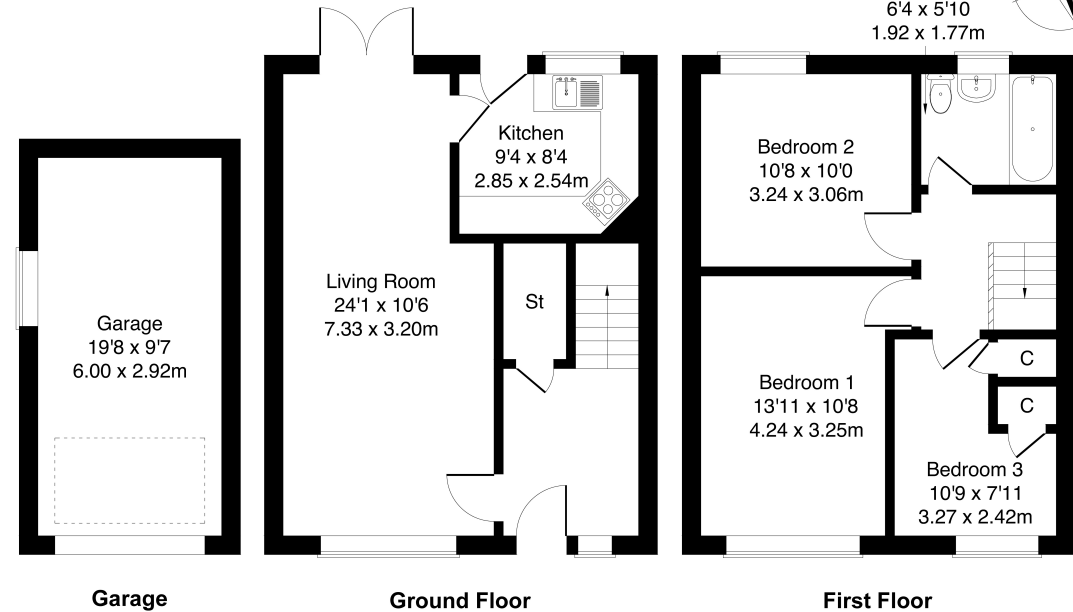 6'4 x 5'10
1.92 x 1.77m
Kitchen
9'4 x 8'4
2.85 x 2.54m
Bedroom 2
10'8 x 10'0
3.24 x 3.06m
Living Room
24'1 x 10'6
7.33 x 3.20m
St
Garage
19'8 x 9'7
6.00 x 2.92m
Bedroom 1
13'11 x 10'8
4.24 x 3.25m
C
C
Bedroom 3
10'9 x 7'11
3.27 x 2.42m
Garage
Ground Floor
First Floor